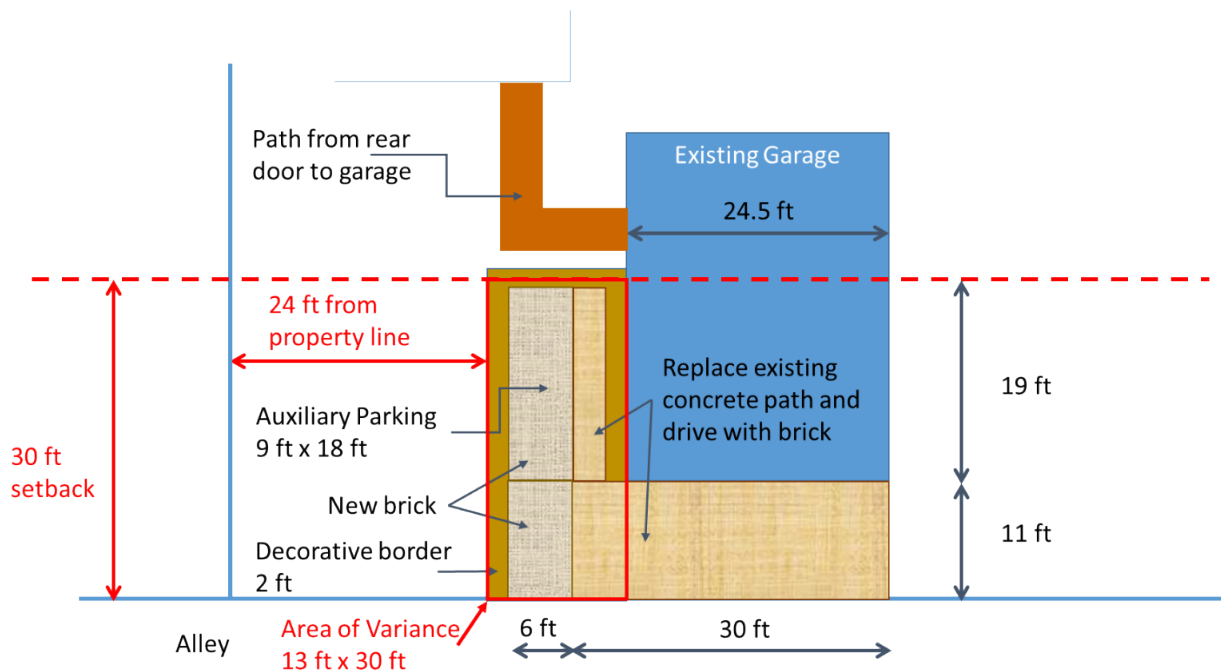 Path from rear
door to garage
Existing Garage
24.5 ft
24 ft from
property line
Auxiliary Parking
9 ft x 18 ft
Replace existing
concrete path and
drive with brick
19 ft
30 ft
setback
New brick
Decorative border
2 ft
11 ft
Alley
Area of Variance
13 ft x 30 ft
6 ft
30 ft